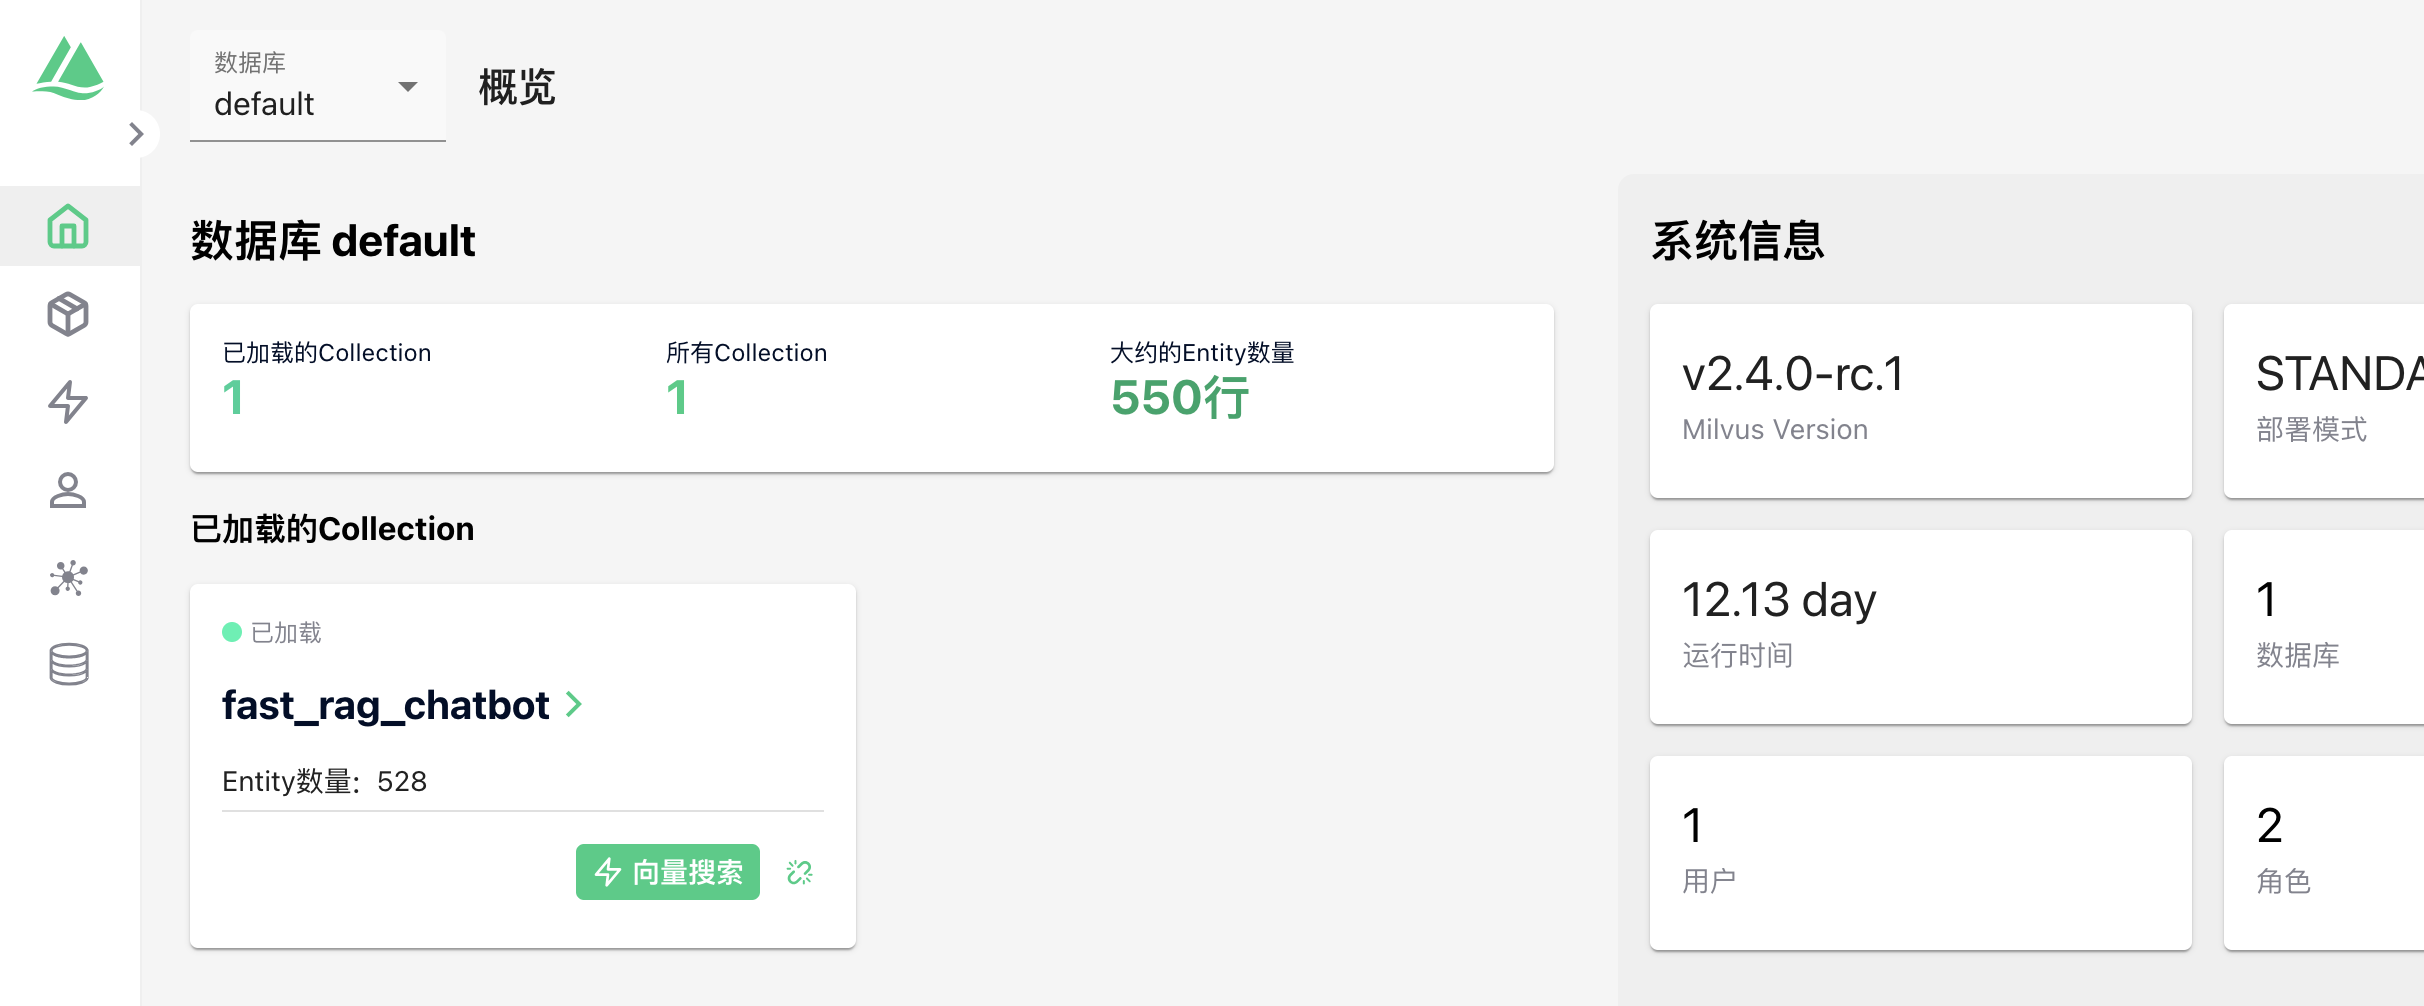 数据库
default
概览
数据库 default
已加载的Collection
1
所有Collection
1
大约的Entity数量
550行
已加载的Collection
已加载
fast_rag_chatbot
Entity数量: 528
向量搜索
系统信息
v2.4.0-rc.1
Milvus Version
STANDA
部署模式
12.13 day
运行时间
1
数据库
1
用户
2
角色